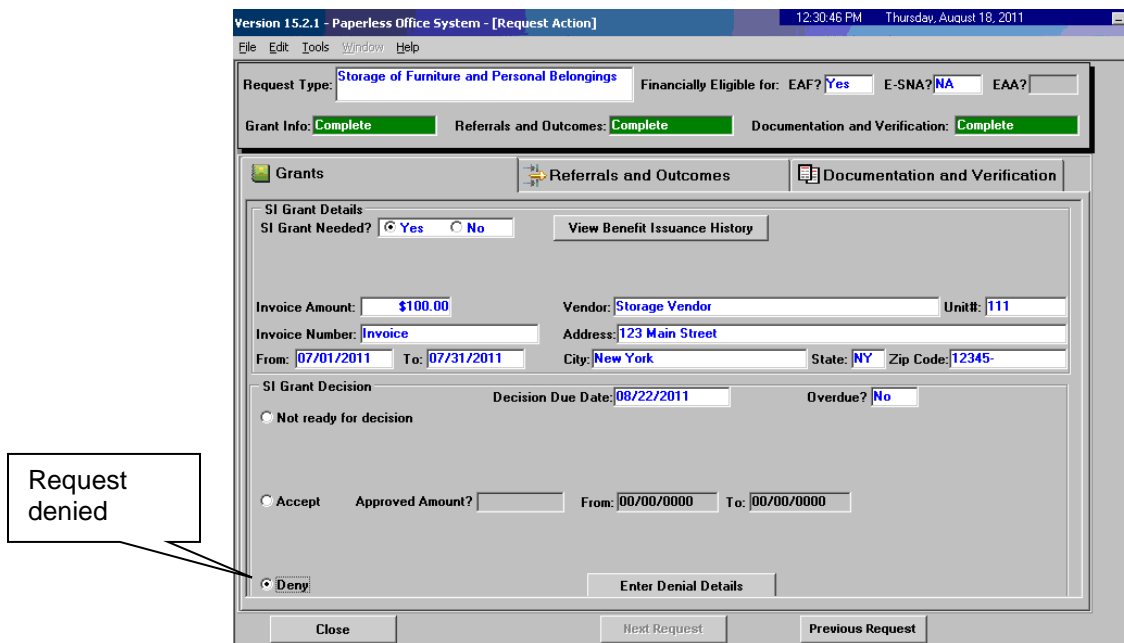 Version 15.2.1 - Paperless Office System - [Request Action] 12:30:46 PM Thursday, August 18, 2011
File Edit Tools Window Help
Request Type: Storage of Furniture and Personal Belongings Financially Eligible for: EAF? Yes E-SNA? NA EAA?
Grant Info: Complete Referrals and Outcomes: Complete Documentation and Verification: Complete
Grants Referrals and Outcomes Documentation and Verification
SI Grant Details
SI Grant Needed? Yes No View Benefit Issuance History
Invoice Amount: $100.00 Vendor: Storage Vendor Unit#: 111
Invoice Number: Invoice Address: 123 Main Street
From: 07/01/2011 To: 07/31/2011 City: New York State: NY Zip Code: 12345-
SI Grant Decision
Decision Due Date: 08/22/2011 Overdue? No
Not ready for decision
Request
denied
Accept Approved Amount? From: 00/00/0000 To: 00/00/0000
Deny Enter Denial Details
Close Next Request Previous Request